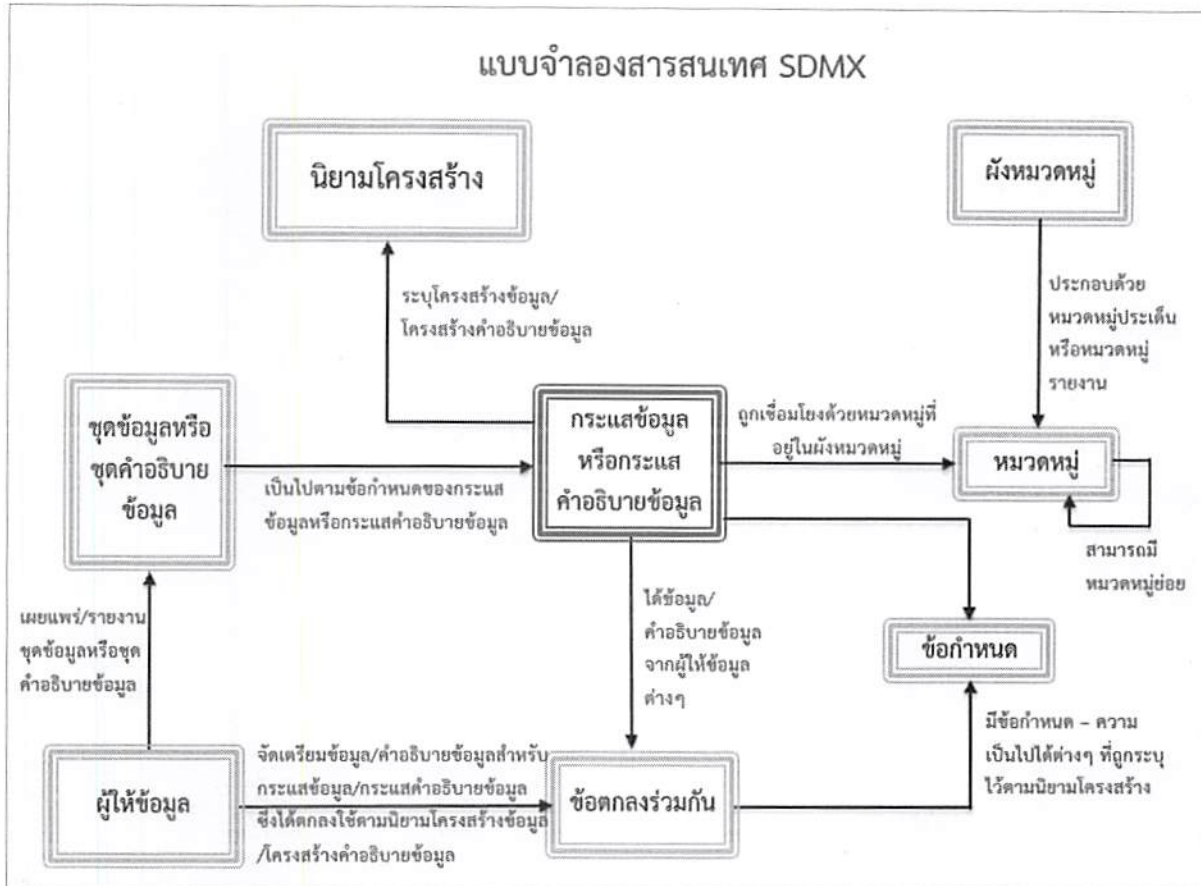 แบบจำลองสารสนเทศ SDMX
นิยามโครงสร้าง
ผังหมวดหมู่
ระบุโครงสร้างข้อมูล/
โครงสร้างคำอธิบายข้อมูล
ประกอบด้วย
หมวดหมู่ประเด็น
หรือหมวดหมู่
รายงาน
ชุดข้อมูลหรือ
ชุดคำอธิบาย
ข้อมูล
กระแสข้อมูล
หรือกระแส
คำอธิบายข้อมูล
ถูกเชื่อมโยงด้วยหมวดหมู่ที่
อยู่ในผังหมวดหมู่
หมวดหมู่
เป็นไปตามข้อกำหนดของกระแส
ข้อมูลหรือกระแสคำอธิบายข้อมูล
สามารถมี
หมวดหมู่ย่อย
เผยแพร่/รายงาน
ชุดข้อมูลหรือชุด
คำอธิบายข้อมูล
ได้ข้อมูล/
คำอธิบายข้อมูล
จากผู้ให้ข้อมูล
ต่างๆ
ข้อกำหนด
มีข้อกำหนด – ความ
เป็นไปได้ต่างๆ ที่ถูกระบุ
ไว้ตามนิยามโครงสร้าง
ผู้ให้ข้อมูล
จัดเตรียมข้อมูล/คำอธิบายข้อมูลสำหรับ
กระแสข้อมูล/กระแสคำอธิบายข้อมูล
ซึ่งได้ตกลงใช้ตามนิยามโครงสร้างข้อมูล
/โครงสร้างคำอธิบายข้อมูล
ข้อตกลงร่วมกัน